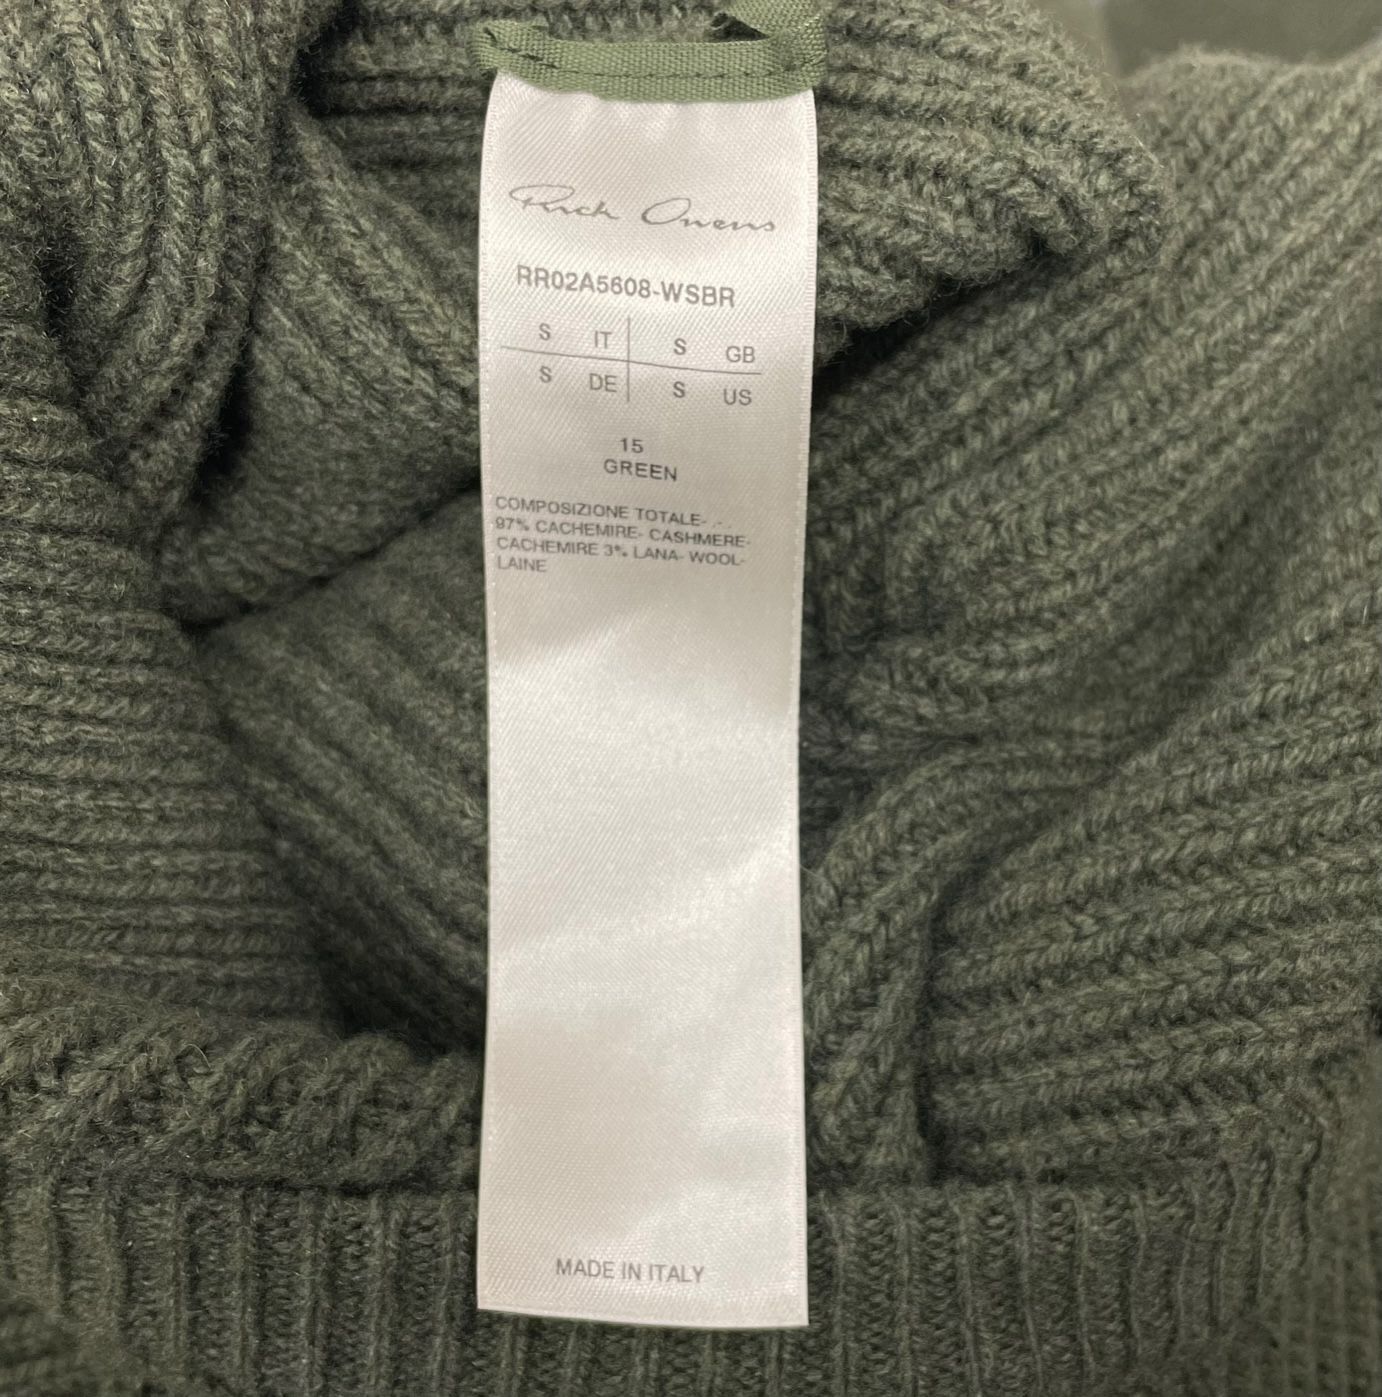 Rick Owens
RR02A5608-WSBR
S IT S GB
S DE S US
15
GREEN
COMPOSIZIONE TOTALE- - -
97% CACHEMIRE- CASHMERE-
CACHEMIRE 3% LANA- WOOL-
LAINE
MADE IN ITALY